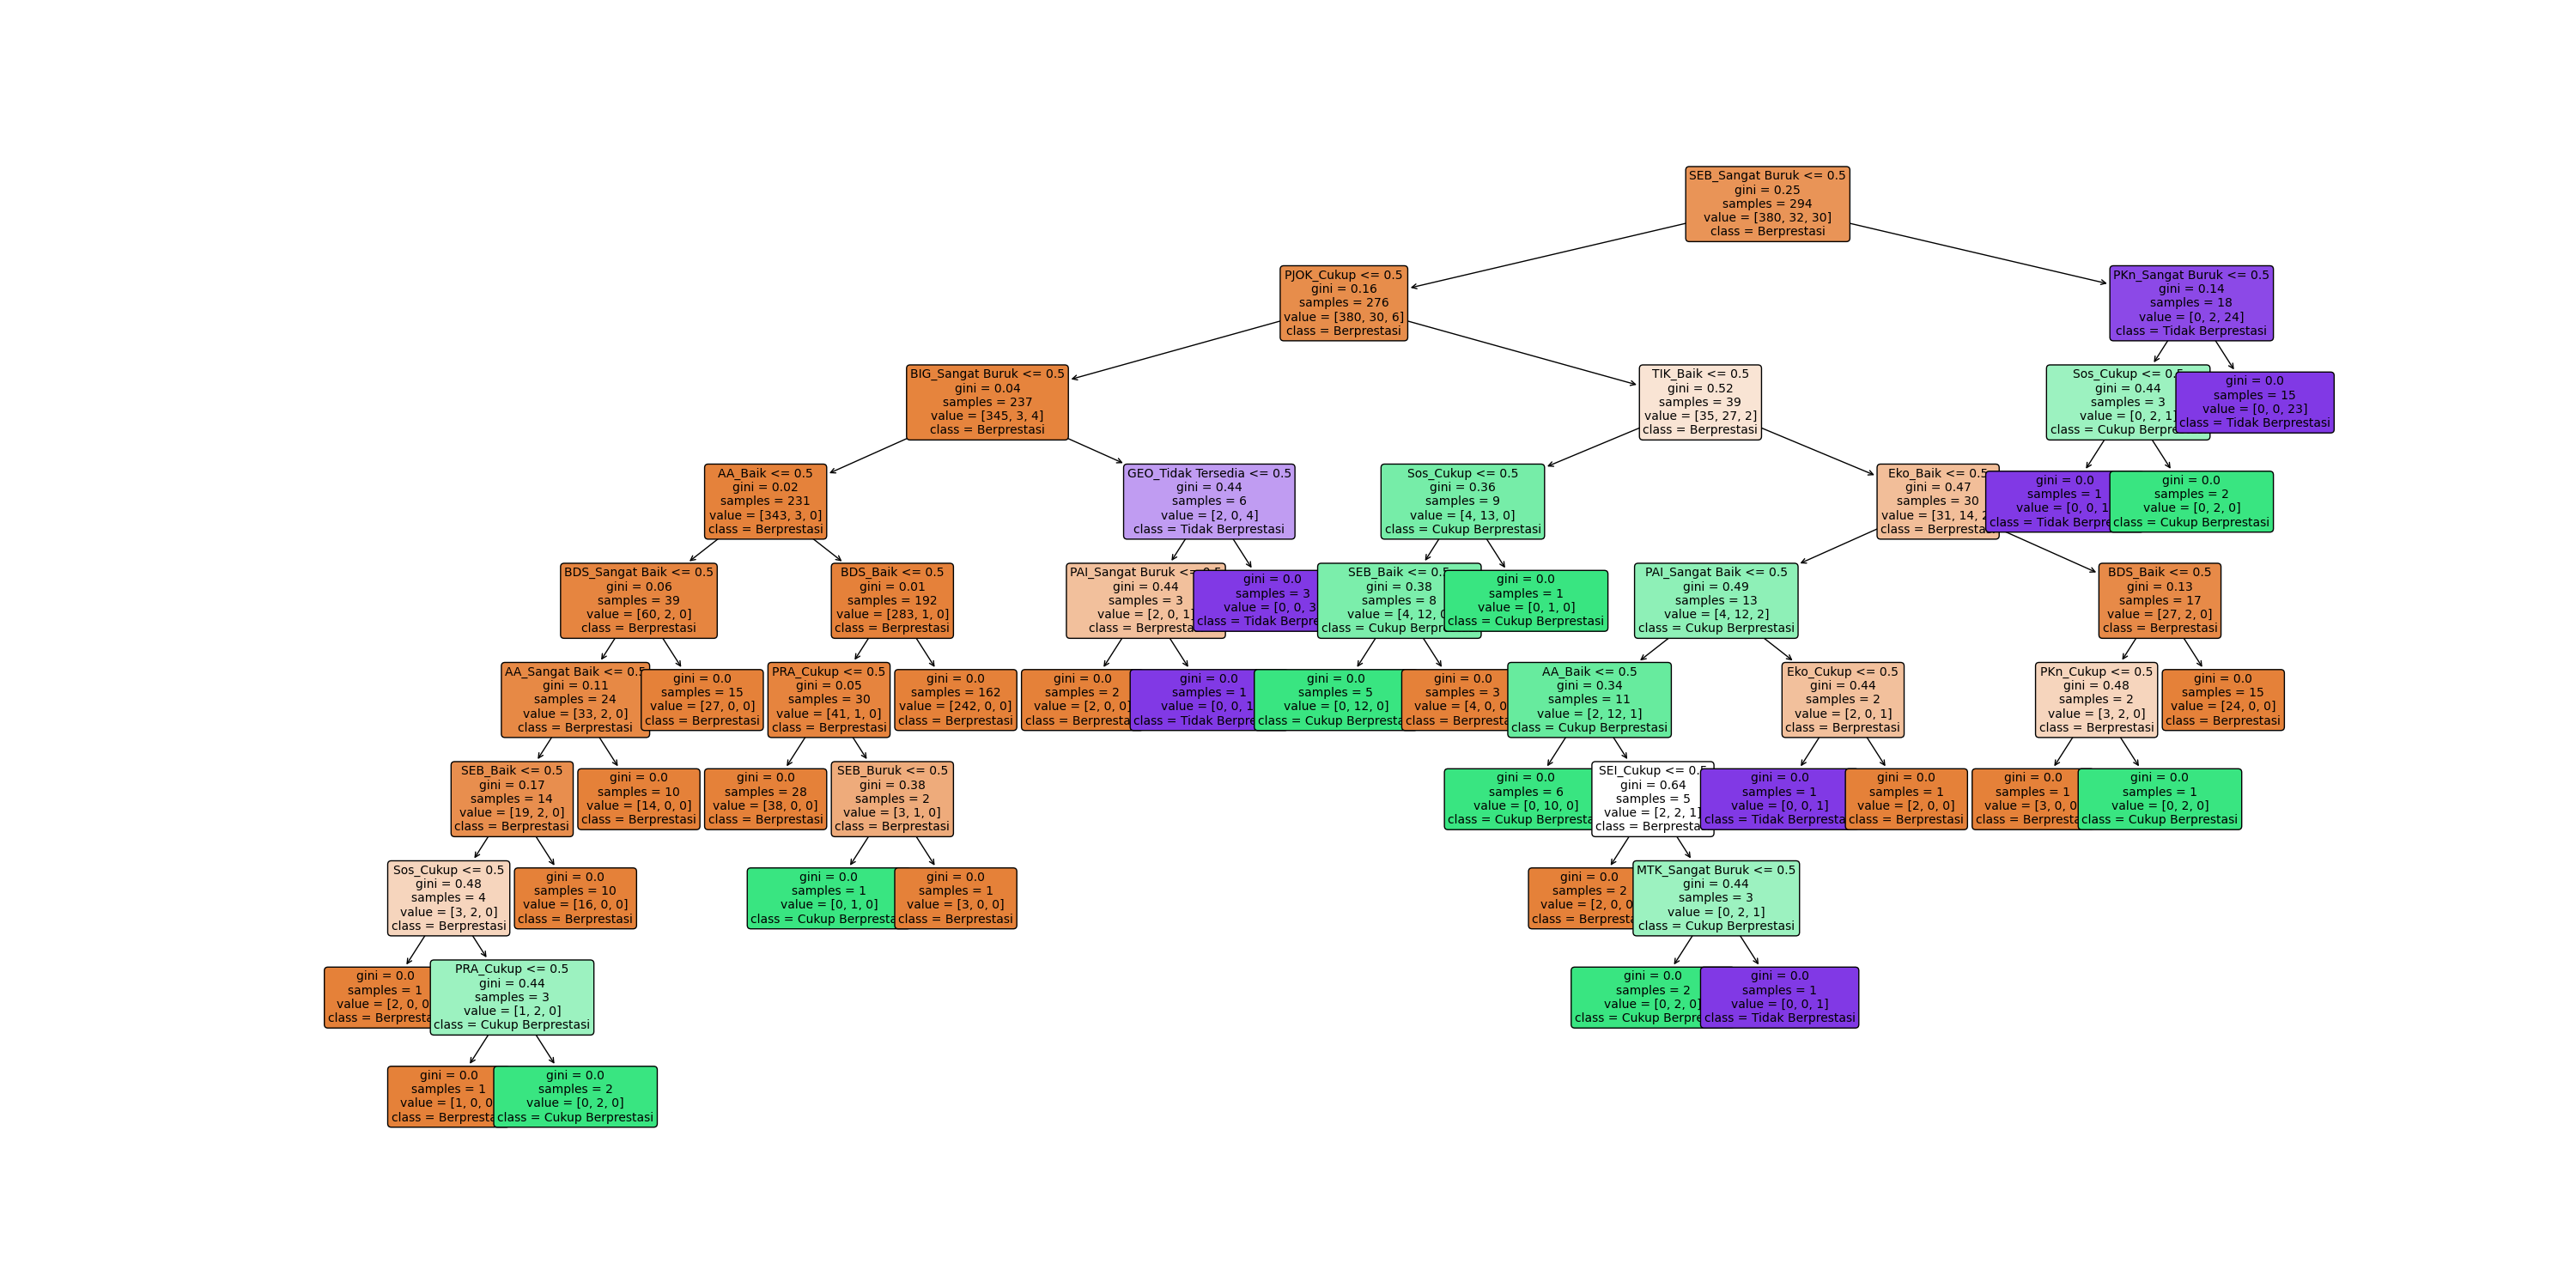 SEB_Sangat Buruk <= 0.5
gini = 0.25
samples = 294
value = [380, 32, 30]
class = Berprestasi
PJOK_Cukup <= 0.5
gini = 0.16
samples = 276
value = [380, 30, 6]
class = Berprestasi
PKn_Sangat Buruk <= 0.5
gini = 0.14
samples = 18
value = [0, 2, 24]
class = Tidak Berprestasi
BIG_Sangat Buruk <= 0.5
gini = 0.04
samples = 237
value = [345, 3, 4]
class = Berprestasi
TIK_Baik <= 0.5
gini = 0.52
samples = 39
value = [35, 27, 2]
class = Berprestasi
Sos_Cukup <= 0.5
gini = 0.44
samples = 3
value = [0, 2, 1]
class = Cukup Berpre
gini = 0.0
samples = 15
value = [0, 0, 23]
class = Tidak Berprestasi
AA_Baik <= 0.5
gini = 0.02
samples = 231
value = [343, 3, 0]
class = Berprestasi
GEO_Tidak Tersedia <= 0.5
gini = 0.44
samples = 6
value = [2, 0, 4]
class = Tidak Berprestasi
Sos_Cukup <= 0.5
gini = 0.36
samples = 9
value = [4, 13, 0]
class = Cukup Berprestasi
Eko_Baik <= 0.5
gini = 0.47
samples = 30
value = [31, 14, 2
class = Berpresta
gini = 0.0
samples = 1
value = [0, 0, 1
class = Tidak Berpre
gini = 0.0
samples = 2
value = [0, 2, 0]
class = Cukup Berprestasi
BDS_Sangat Baik <= 0.5
gini = 0.06
samples = 39
value = [60, 2, 0]
class = Berprestasi
BDS_Baik <= 0.5
gini = 0.01
samples = 192
value = [283, 1, 0]
class = Berprestasi
PAI_Sangat Buruk <= 0.5
gini = 0.44
samples = 3
value = [2, 0, 1]
class = Berpresta
gini = 0.0
samples = 3
value = [0, 0, 3
class = Tidak Berpre
SEB_Baik <= 0.5
gini = 0.38
samples = 8
value = [4, 12, 0
class = Cukup Berpr
gini = 0.0
samples = 1
value = [0, 1, 0]
class = Cukup Berprestasi
PAI_Sangat Baik <= 0.5
gini = 0.49
samples = 13
value = [4, 12, 2]
class = Cukup Berprestasi
BDS_Baik <= 0.5
gini = 0.13
samples = 17
value = [27, 2, 0]
class = Berprestasi
AA_Sangat Baik <= 0.5
gini = 0.11
samples = 24
value = [33, 2, 0]
class = Berprestasi
gini = 0.0
samples = 15
value = [27, 0, 0]
class = Berprestasi
PRA_Cukup <= 0.5
gini = 0.05
samples = 30
value = [41, 1, 0]
class = Berprestasi
gini = 0.0
samples = 162
value = [242, 0, 0]
class = Berprestasi
gini = 0.0
samples = 2
value = [2, 0, 0]
class = Berpresta
gini = 0.0
samples = 1
value = [0, 0, 1
class = Tidak Berpre
gini = 0.0
samples = 5
value = [0, 12, 0]
class = Cukup Berpresta
gini = 0.0
samples = 3
value = [4, 0, 0
class = Berpresta
AA_Baik <= 0.5
gini = 0.34
samples = 11
value = [2, 12, 1]
class = Cukup Berprestasi
Eko_Cukup <= 0.5
gini = 0.44
samples = 2
value = [2, 0, 1]
class = Berprestasi
PKn_Cukup <= 0.5
gini = 0.48
samples = 2
value = [3, 2, 0]
class = Berprestasi
gini = 0.0
samples = 15
value = [24, 0, 0]
class = Berprestasi
SEB_Baik <= 0.5
gini = 0.17
samples = 14
value = [19, 2, 0]
class = Berprestasi
gini = 0.0
samples = 10
value = [14, 0, 0]
class = Berprestasi
gini = 0.0
samples = 28
value = [38, 0, 0]
class = Berprestasi
SEB_Buruk <= 0.5
gini = 0.38
samples = 2
value = [3, 1, 0]
class = Berprestasi
gini = 0.0
samples = 6
value = [0, 10, 0]
class = Cukup Berpresta
SEI_Cukup <= 0.5
gini = 0.64
samples = 5
value = [2, 2, 1]
class = Berpresta
gini = 0.0
samples = 1
value = [0, 0, 1]
class = Tidak Berpresta
gini = 0.0
samples = 1
value = [2, 0, 0]
class = Berprestasi
gini = 0.0
samples = 1
value = [3, 0, 0
class = Berpresta
gini = 0.0
samples = 1
value = [0, 2, 0]
class = Cukup Berprestasi
Sos_Cukup <= 0.5
gini = 0.48
samples = 4
value = [3, 2, 0]
class = Berprestasi
gini = 0.0
samples = 10
value = [16, 0, 0]
class = Berprestasi
gini = 0.0
samples = 1
value = [0, 1, 0]
class = Cukup Berpresta
gini = 0.0
samples = 1
value = [3, 0, 0]
class = Berprestasi
gini = 0.0
samples = 2
value = [2, 0, 0
class = Berpresta
MTK_Sangat Buruk <= 0.5
gini = 0.44
samples = 3
value = [0, 2, 1]
class = Cukup Berprestasi
gini = 0.0
samples = 1
value = [2, 0, 0
class = Berpresta
PRA_Cukup <= 0.5
gini = 0.44
samples = 3
value = [1, 2, 0]
class = Cukup Berprestasi
gini = 0.0
samples = 2
value = [0, 2, 0]
class = Cukup Berpre
gini = 0.0
samples = 1
value = [0, 0, 1]
class = Tidak Berprestasi
gini = 0.0
samples = 1
value = [1, 0, 0
class = Berpresta
gini = 0.0
samples = 2
value = [0, 2, 0]
class = Cukup Berprestasi